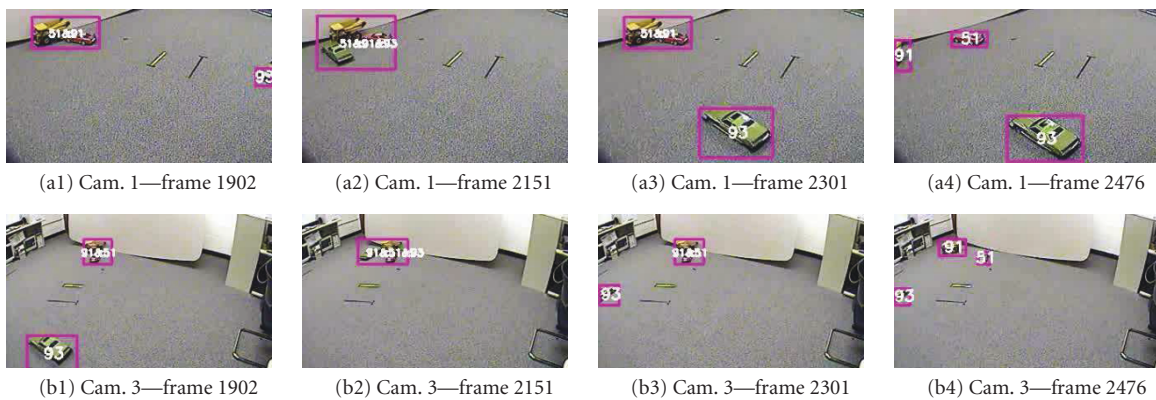 51&91
93
51&91&93
51&91
93
91
51
93
(a1) Cam. 1—frame 1902
(a2) Cam. 1—frame 2151
(a3) Cam. 1—frame 2301
(a4) Cam. 1—frame 2476
91&51
93
91&51&93
91&51
93
91
51
93
(b1) Cam. 3—frame 1902
(b2) Cam. 3—frame 2151
(b3) Cam. 3—frame 2301
(b4) Cam. 3—frame 2476